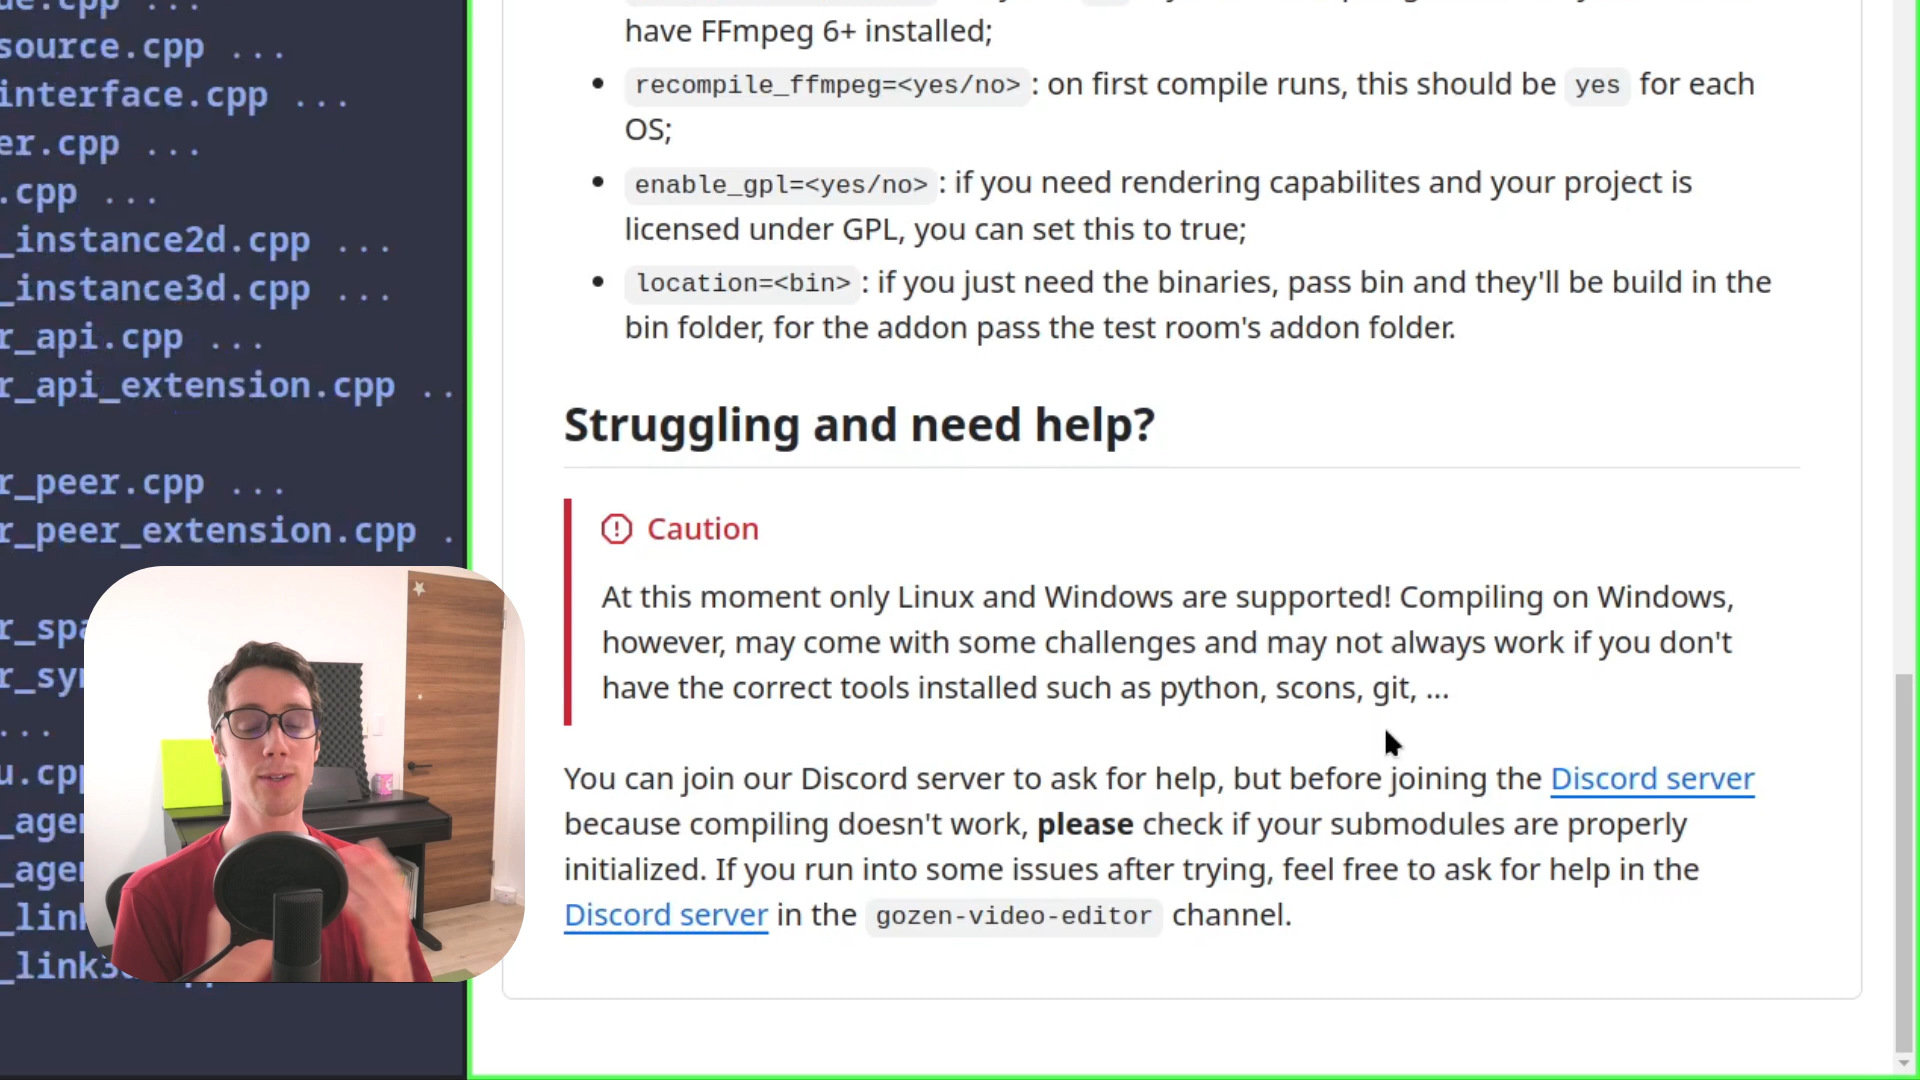 source.cpp ...
interface.cpp ...
er.cpp ...
.cpp ...
_instance2d.cpp ...
_instance3d.cpp ...
r_api.cpp ...
r_api_extension.cpp ..
r_peer.cpp ...
r_peer_extension.cpp .
r_sp
r_sy
...
u.cp
_age
_age
_lin
_link3
have FFmpeg 6+ installed;
• recompile_ffmpeg=<yes/no>: on first compile runs, this should be yes for each
OS;
• enable_gpl=<yes/no>: if you need rendering capabilites and your project is
licensed under GPL, you can set this to true;
• location=<bin>: if you just need the binaries, pass bin and they'll be build in the
bin folder, for the addon pass the test room's addon folder.
Struggling and need help?
Caution
At this moment only Linux and Windows are supported! Compiling on Windows,
however, may come with some challenges and may not always work if you don't
have the correct tools installed such as python, scons, git, ...
You can join our Discord server to ask for help, but before joining the Discord server
because compiling doesn't work, please check if your submodules are properly
initialized. If you run into some issues after trying, feel free to ask for help in the
Discord server in the gozen-video-editor channel.